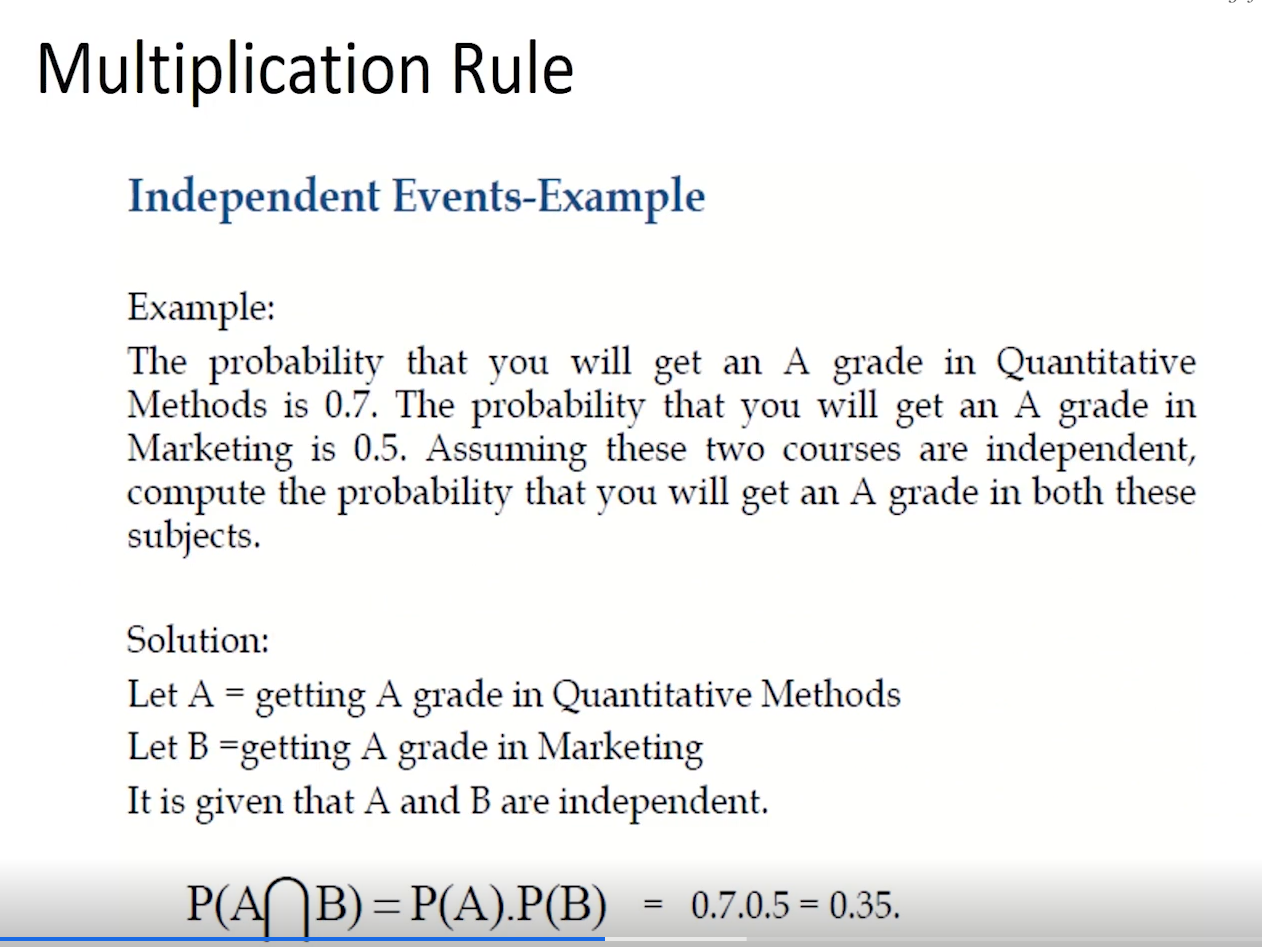 Multiplication Rule
Independent Events-Example
Example:
The probability that you will get an A grade in Quantitative
Methods is 0.7. The probability that you will get an A grade in
Marketing is 0.5. Assuming these two courses are independent,
compute the probability that you will get an A grade in both these
subjects.
Solution:
Let A = getting A grade in Quantitative Methods
Let B =getting A grade in Marketing
It is given that A and B are independent.
P(A⋂B) = P(A).P(B) = 0.7.0.5 = 0.35.